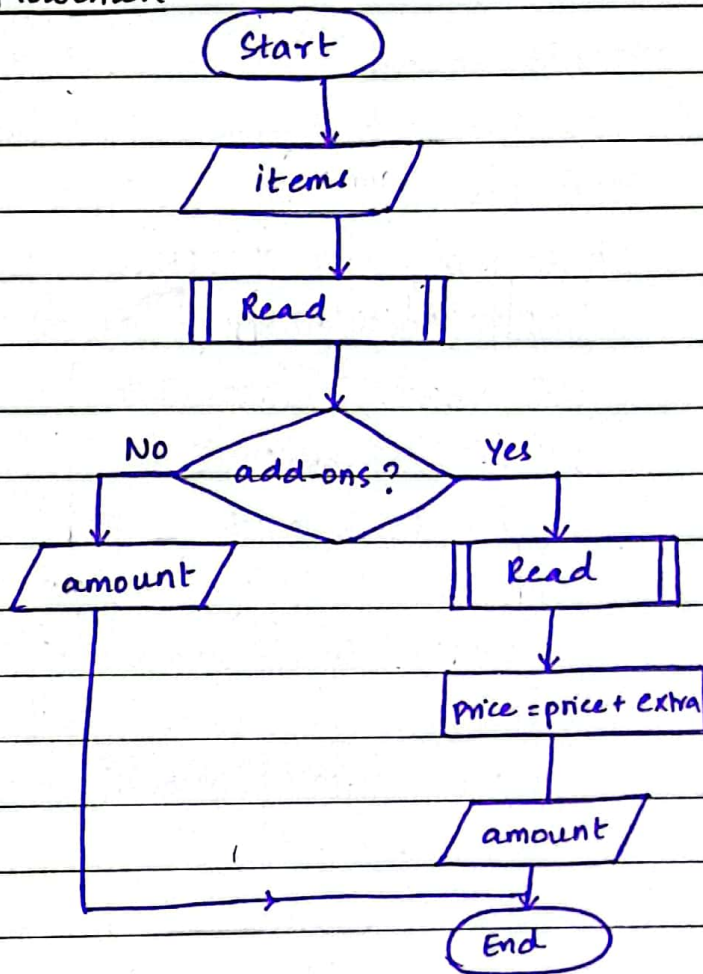 Start
items
Read
No
add-ons?
Yes
amount
Read
price = price + extra
amount
End